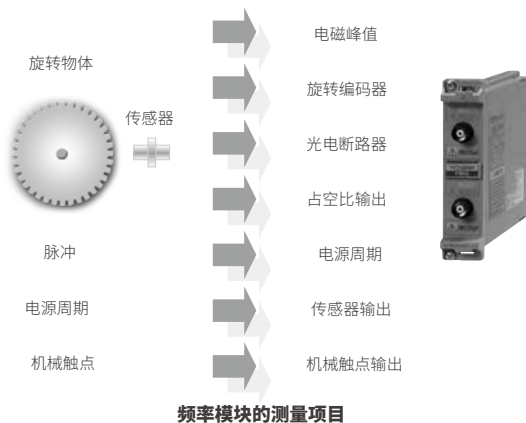 电磁峰值
旋转物体
旋转编码器
传感器
光电断路器
占空比输出
脉冲
电源周期
电源周期
传感器输出
机械触点
机械触点输出
频率模块的测量项目